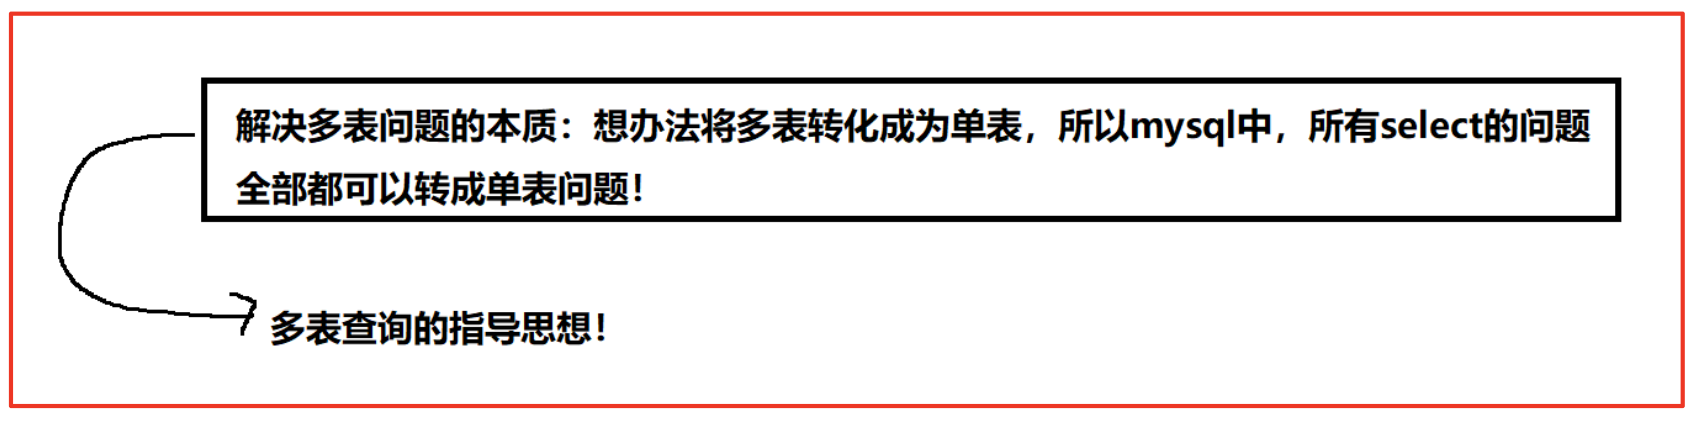 解决多表问题的本质：想办法将多表转化成为单表，所以mysql中，所有select的问题
全部都可以转成单表问题！
多表查询的指导思想！